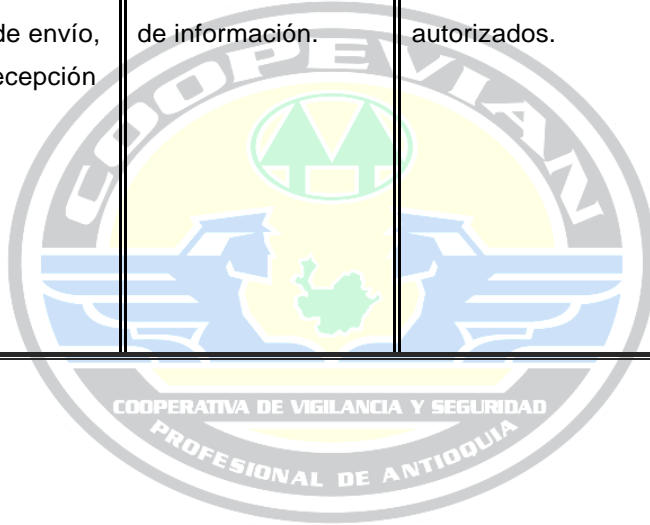 de envío,
ecepción
de información.
autorizados.
COOPEVIAN
COOPERATIVA DE VIGILANCIA Y SEGURIDAD
PROFESIONAL DE ANTIOQUIA